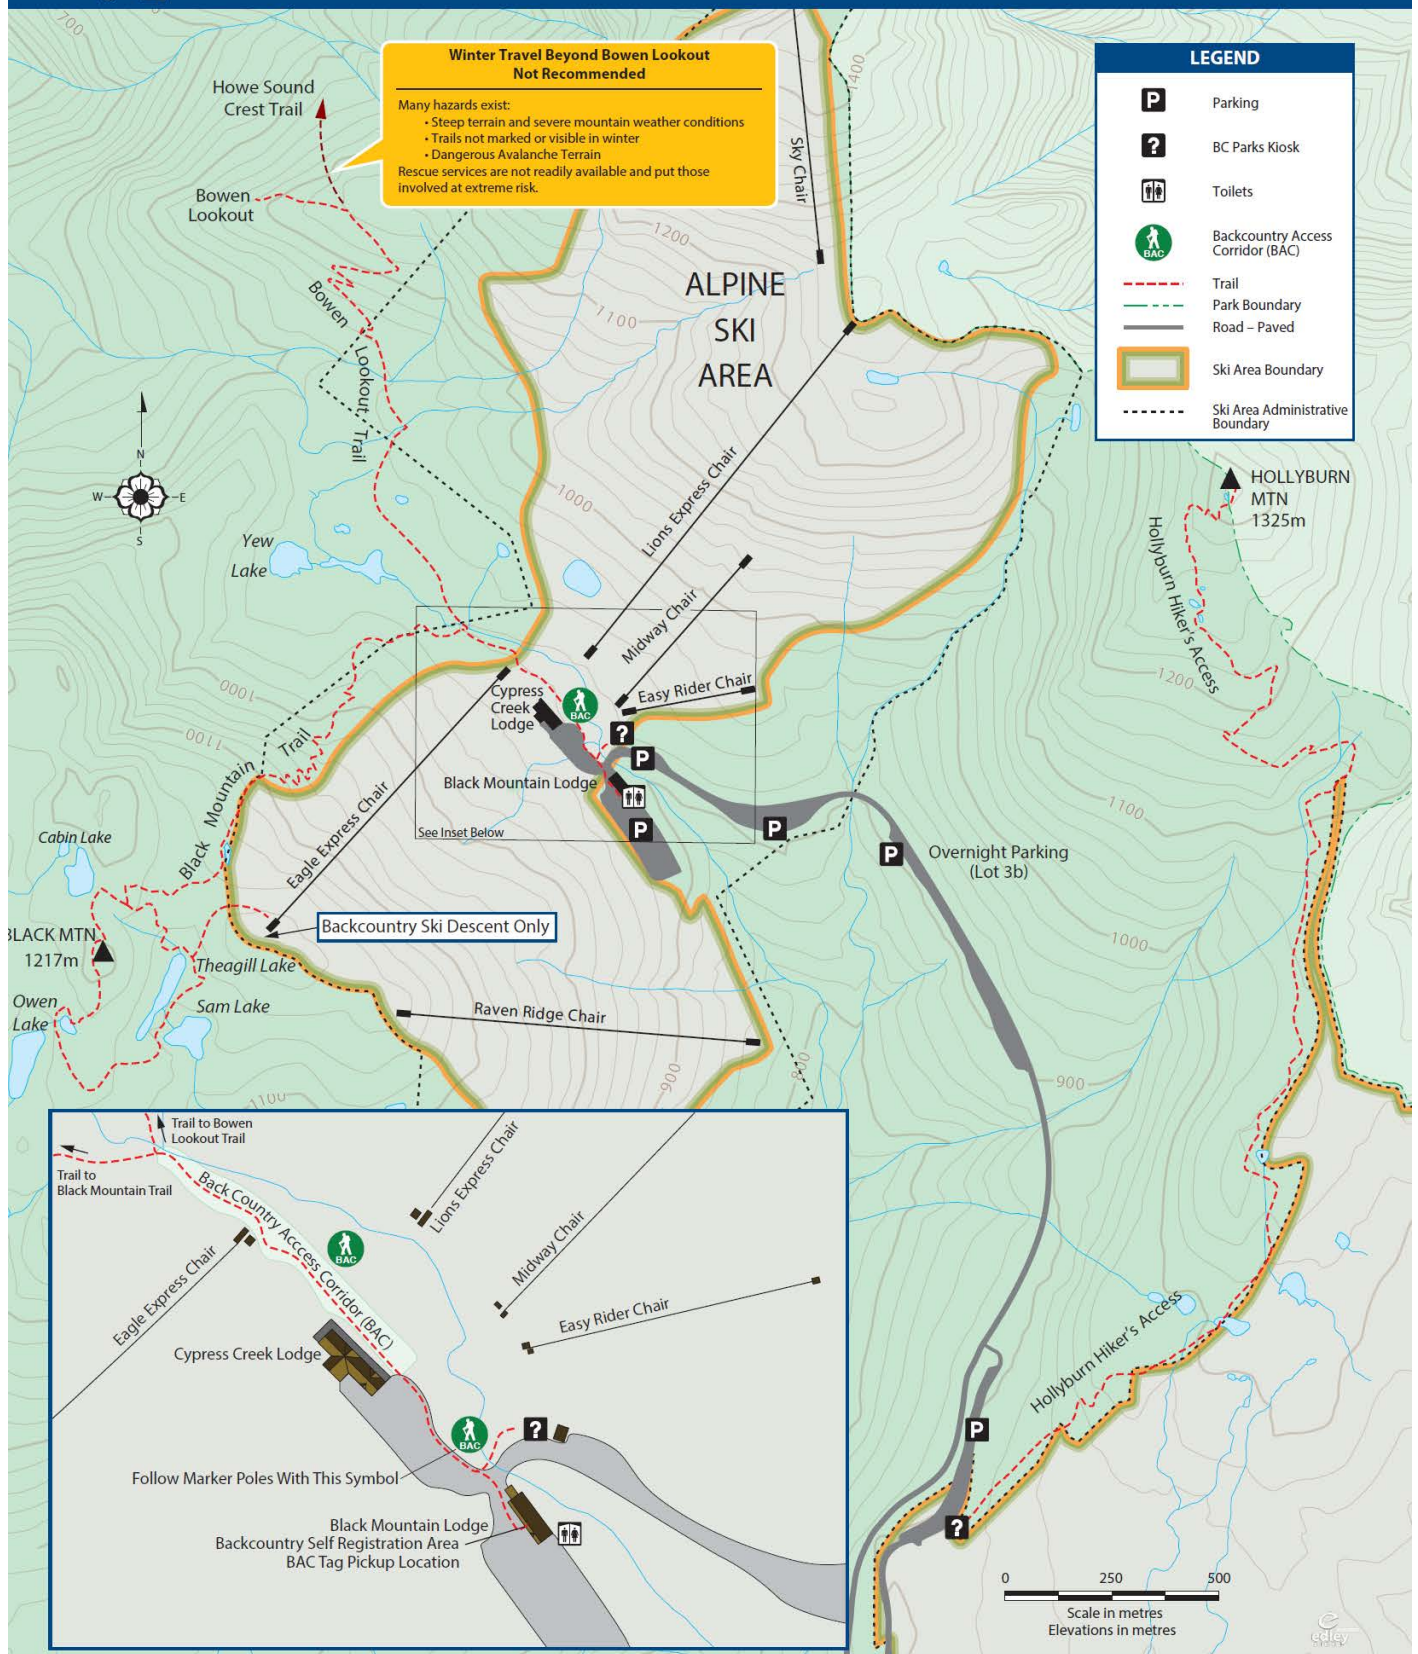 700
Winter Travel Beyond Bowen Lookout
Not Recommended
Many hazards exist:
• Steep terrain and severe mountain weather conditions
• Trails not marked or visible in winter
• Dangerous Avalanche Terrain
Rescue services are not readily available and put those
involved at extreme risk.
Howe Sound
Crest Trail
Bowen
Lookout
Bowen Lookout Trail
Sky Chair
1400
1200
1100
ALPINE
SKI
AREA
LEGEND
P Parking
? BC Parks Kiosk
Toilets
BAC
Backcountry Access
Corridor (BAC)
Trail
Park Boundary
Road – Paved
Ski Area Boundary
Ski Area Administrative
Boundary
N
W E
S
1000
Lions Express Chair
HOLLYBURN
MTN
1325m
Hollyburn Hiker's Access
1200
Yew
Lake
Midway Chair
Easy Rider Chair
Cypress
Creek
Lodge
BAC
?
P
1000
1100
Black Mountain Trail
Black Mountain Lodge
P
See Inset Below
Eagle Express Chair
P
P
Overnight Parking
(Lot 3b)
1100
1000
Cabin Lake
Backcountry Ski Descent Only
BLACK MTN
1217m
Theagill Lake
Owen
Lake
Sam Lake
Raven Ridge Chair
1100
900
800
900
Trail to Bowen
Lookout Trail
Trail to
Black Mountain Trail
Back Country Acccess Corridor (BAC)
BAC
Lions Express Chair
Midway Chair
Eagle Express Chair
Easy Rider Chair
Cypress Creek Lodge
BAC
?
Follow Marker Poles With This Symbol
Black Mountain Lodge
Backcountry Self Registration Area
BAC Tag Pickup Location
Hollyburn Hiker's Access
P
?
0 250 500
Scale in metres
Elevations in metres
edley